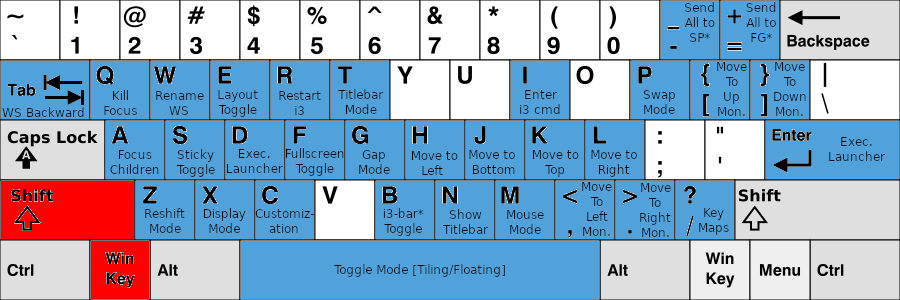 ~ ! @ # $ % ^ & * ( ) _ Send All to SP* + Send All to FG*
` 1 2 3 4 5 6 7 8 9 0 - = Backspace
Tab Q W E R T Y U I O P { Move To Up Mon. } Move To Down Mon. |
WS Backward Kill Focus Rename WS Layout Toggle Restart i3 Titlebar Mode Enter i3 cmd Swap Mode [ ] \
Caps Lock A S D F G H J K L : " Enter Exec. Launcher
A Focus Children Sticky Toggle Exec. Launcher Fullscreen Toggle Gap Mode Move to Left Move to Bottom Move to Top Move to Right ; '
Shift Z X C V B N M < Move To Left Mon. > Move To Right Mon. ? Key Maps Shift
Reshift Mode Display Mode Customiz-ation i3-bar* Toggle Show Titlebar Mouse Mode , . /
Ctrl Win Key Alt Toggle Mode [Tiling/Floating] Alt Win Key Menu Ctrl